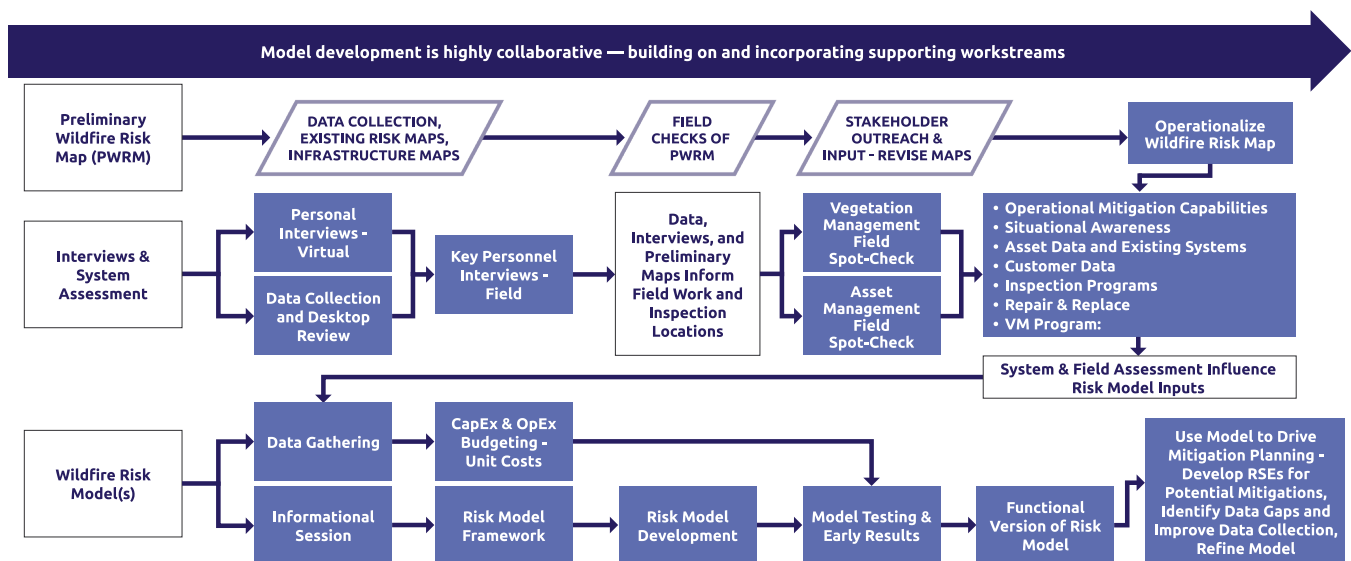 Model development is highly collaborative — building on and incorporating supporting workstreams
Preliminary
Wildfire Risk
Map (PWRM)
DATA COLLECTION,
EXISTING RISK MAPS,
INFRASTRUCTURE MAPS
FIELD
CHECKS OF
PWRM
STAKEHOLDER
OUTREACH &
INPUT - REVISE MAPS
Operationalize
Wildfire Risk Map
Interviews &
System
Assessment
Personal
Interviews -
Virtual
Data Collection
and Desktop
Review
Key Personnel
Interviews -
Field
Data,
Interviews, and
Preliminary
Maps Inform
Field Work and
Inspection
Locations
Vegetation
Management
Field
Spot-Check
Asset
Management
Field
Spot-Check
• Operational Mitigation Capabilities
• Situational Awareness
• Asset Data and Existing Systems
• Customer Data
• Inspection Programs
• Repair & Replace
• VM Program:
System & Field Assessment Influence
Risk Model Inputs
Wildfire Risk
Model(s)
Data Gathering
CapEx & OpEx
Budgeting -
Unit Costs
Informational
Session
Risk Model
Framework
Risk Model
Development
Model Testing &
Early Results
Functional
Version of Risk
Model
Use Model to Drive
Mitigation Planning -
Develop RSEs for
Potential Mitigations,
Identify Data Gaps and
Improve Data Collection,
Refine Model